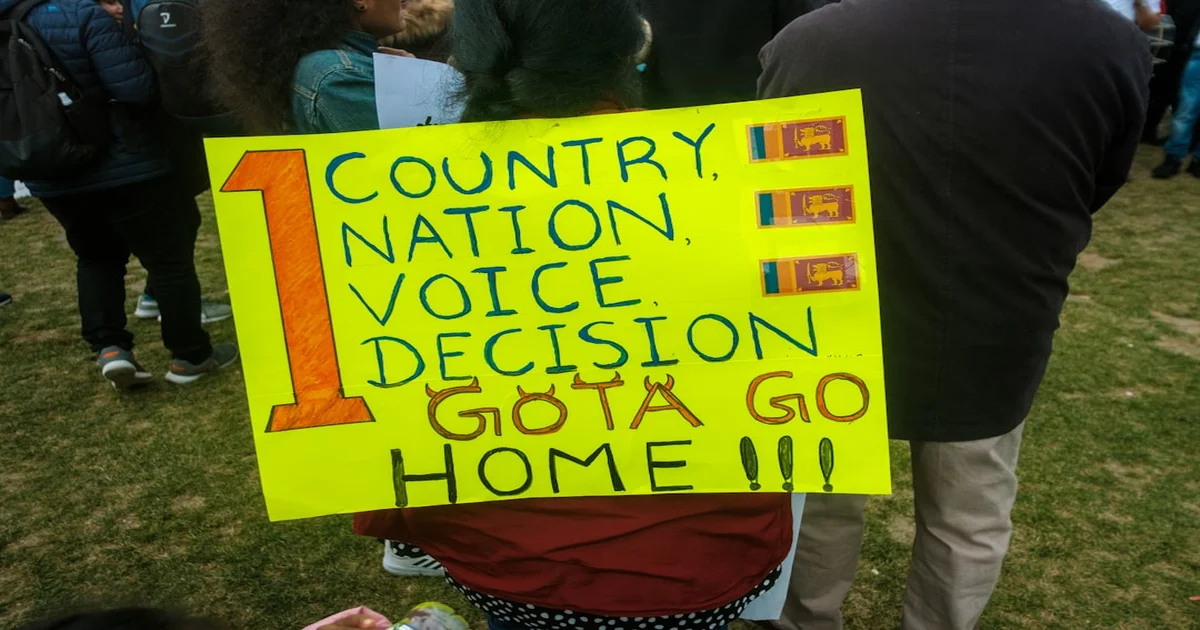 1 COUNTRY,
NATION,
VOICE,
DECISION
GOTA GO
HOME !!!